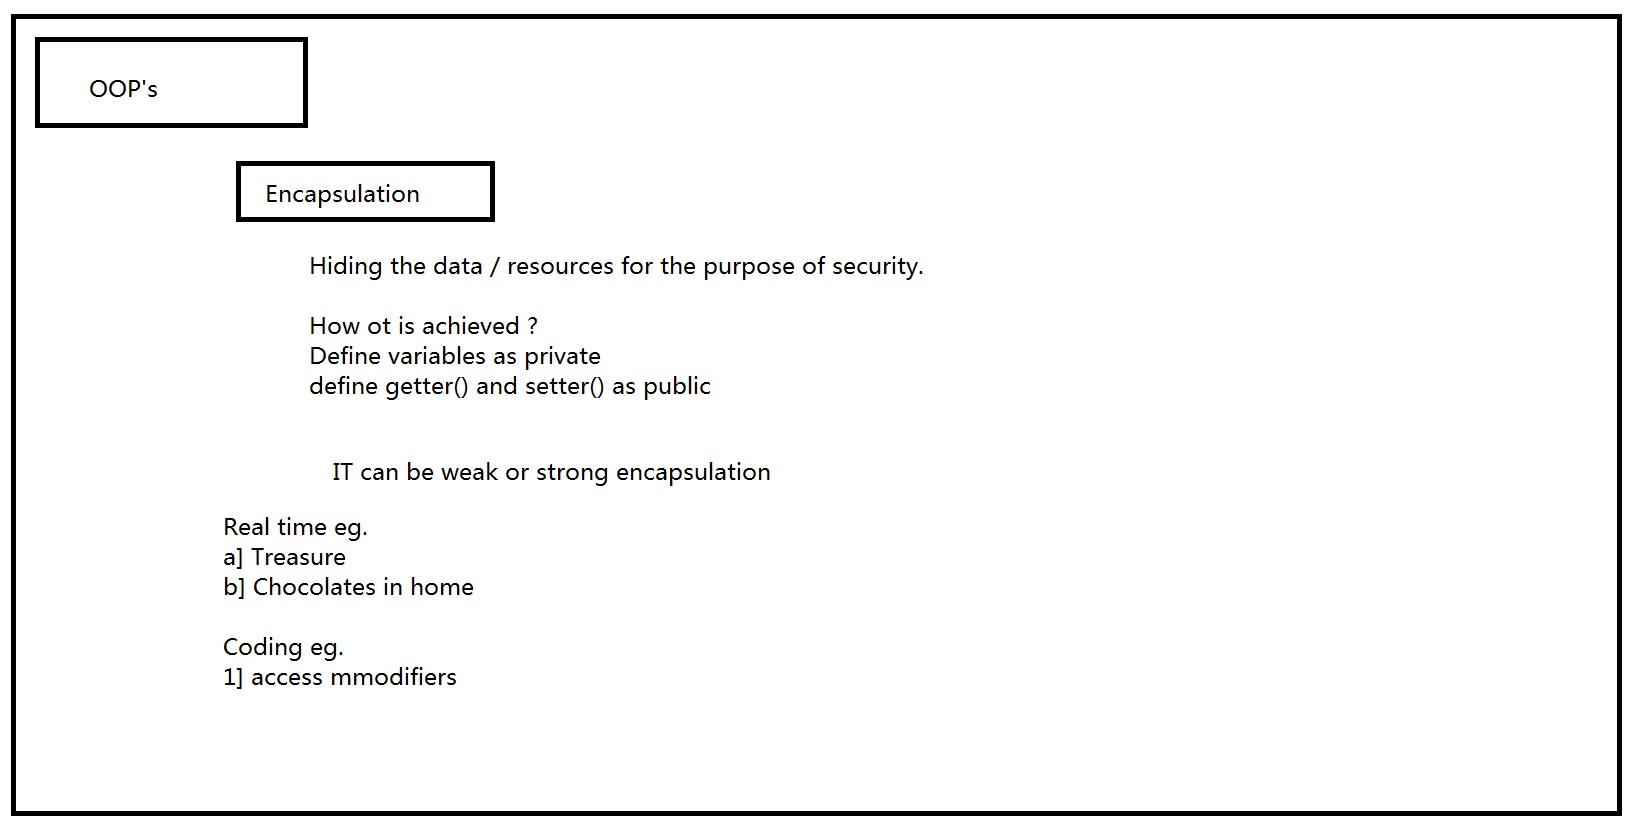 OOP's
Encapsulation
Hiding the data / resources for the purpose of security.
How ot is achieved ?
Define variables as private
define getter() and setter() as public
IT can be weak or strong encapsulation
Real time eg.
a] Treasure
b] Chocolates in home
Coding eg.
1] access mmodifiers